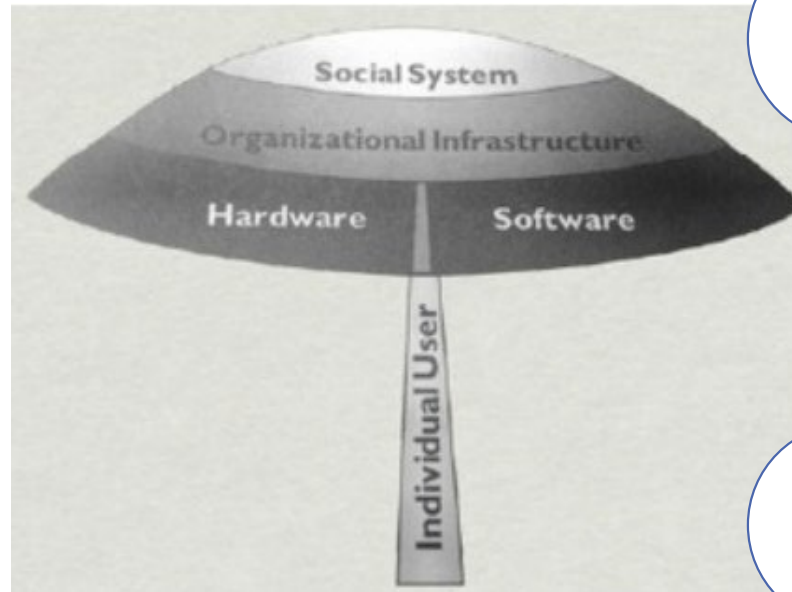 Social System
Organizational Infrastructure
Hardware Software
Individual User